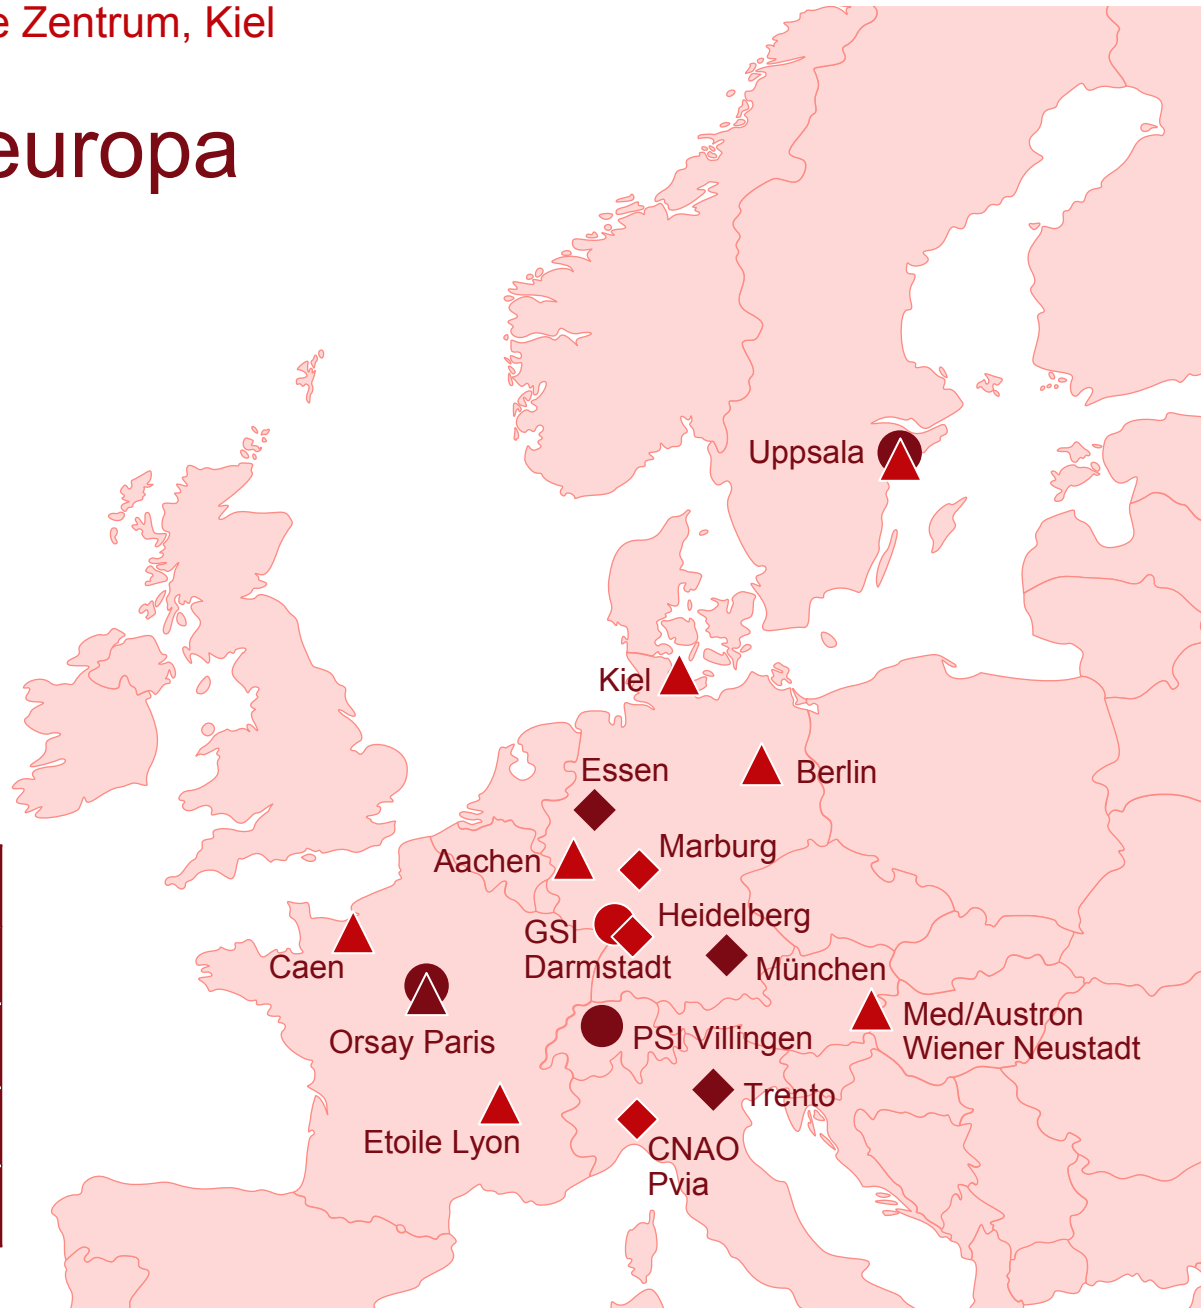 e Zentrum, Kiel
europa
Uppsala
Kiel
Essen
Berlin
Aachen
Marburg
GSI
Darmstadt
Heidelberg
Caen
München
Orsay Paris
PSI Villingen
Med/Austron
Wiener Neustadt
Trento
Etoile Lyon
CNAO
Pvia